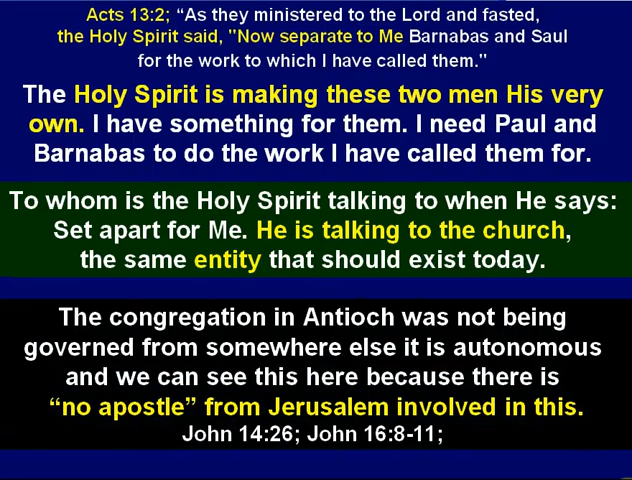 Acts 13:2; “As they ministered to the Lord and fasted,
the Holy Spirit said, "Now separate to Me Barnabas and Saul
for the work to which I have called them."
The Holy Spirit is making these two men His very
own. I have something for them. I need Paul and
Barnabas to do the work I have called them for.
To whom is the Holy Spirit talking to when He says:
Set apart for Me. He is talking to the church,
the same entity that should exist today.
The congregation in Antioch was not being
governed from somewhere else it is autonomous
and we can see this here because there is
“no apostle” from Jerusalem involved in this.
John 14:26; John 16:8-11;